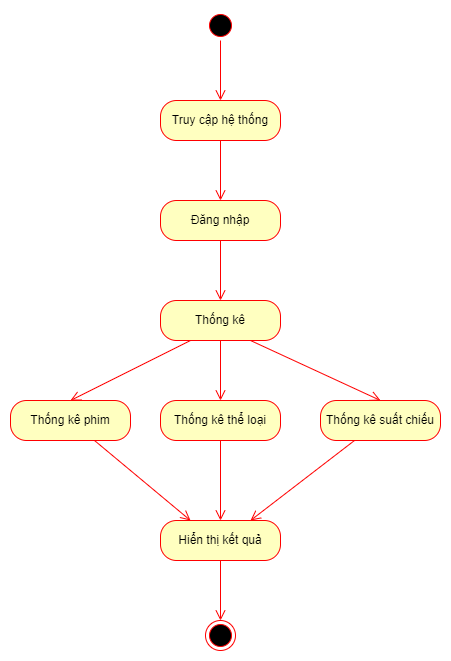 Truy cập hệ thống
Đăng nhập
Thống kê
Thống kê phim
Thống kê thể loại
Thống kê suất chiếu
Hiển thị kết quả